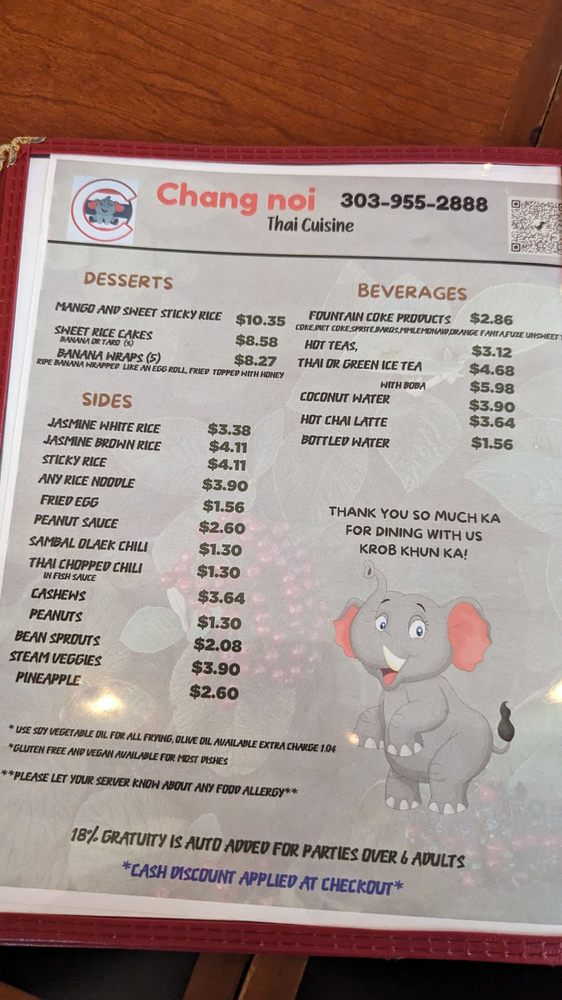 Chang noi 303-955-2888
Thai Cuisine
DESSERTS
MANGO AND SWEET STICKY RICE $10.35
SWEET RICE CAKES $8.58
BANANA OR TARO (5)
BANANA WRAPS (5) $8.27
RIPE BANANA WRAPPED LIKE AN EGG ROLL, FRIED TOPPED WITH HONEY
SIDES
JASMINE WHITE RICE $3.38
JASMINE BROWN RICE $4.11
STICKY RICE $4.11
ANY RICE NOODLE $3.90
FRIED EGG $1.56
PEANUT SAUCE $2.60
SAMBAL OLAEK CHILI $1.30
THAI CHOPPED CHILI $1.30
IN FISH SAUCE
CASHEWS $3.64
PEANUTS $1.30
BEAN SPROUTS $2.08
STEAM VEGGIES $3.90
PINEAPPLE $2.60
BEVERAGES
FOUNTAIN COKE PRODUCTS $2.86
COKE,DIET COKE,SPRITE,BARQS,MMLEMONAID,ORANGE FANTA,FUZE UNSWEET
HOT TEAS, $3.12
THAI OR GREEN ICE TEA $4.68
WITH BOBA $5.98
COCONUT WATER $3.90
HOT CHAI LATTE $3.64
BOTTLED WATER $1.56
THANK YOU SO MUCH KA
FOR DINING WITH US
KROB KHUN KA!
* USE SOY VEGETABLE OIL FOR ALL FRYING, OLIVE OIL AVAILABLE EXTRA CHARGE 1.04
*GLUTEN FREE AND VEGAN AVAILABLE FOR MOST DISHES
**PLEASE LET YOUR SERVER KNOW ABOUT ANY FOOD ALLERGY**
18% GRATUITY IS AUTO ADDED FOR PARTIES OVER 6 ADULTS
*CASH DISCOUNT APPLIED AT CHECKOUT*